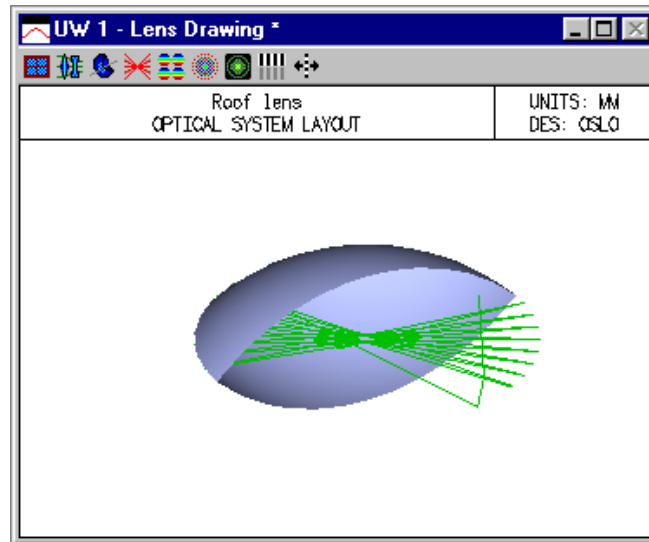 UW 1 - Lens Drawing *
Roof lens
OPTICAL SYSTEM LAYOUT
UNITS: MM
DES: OSLO